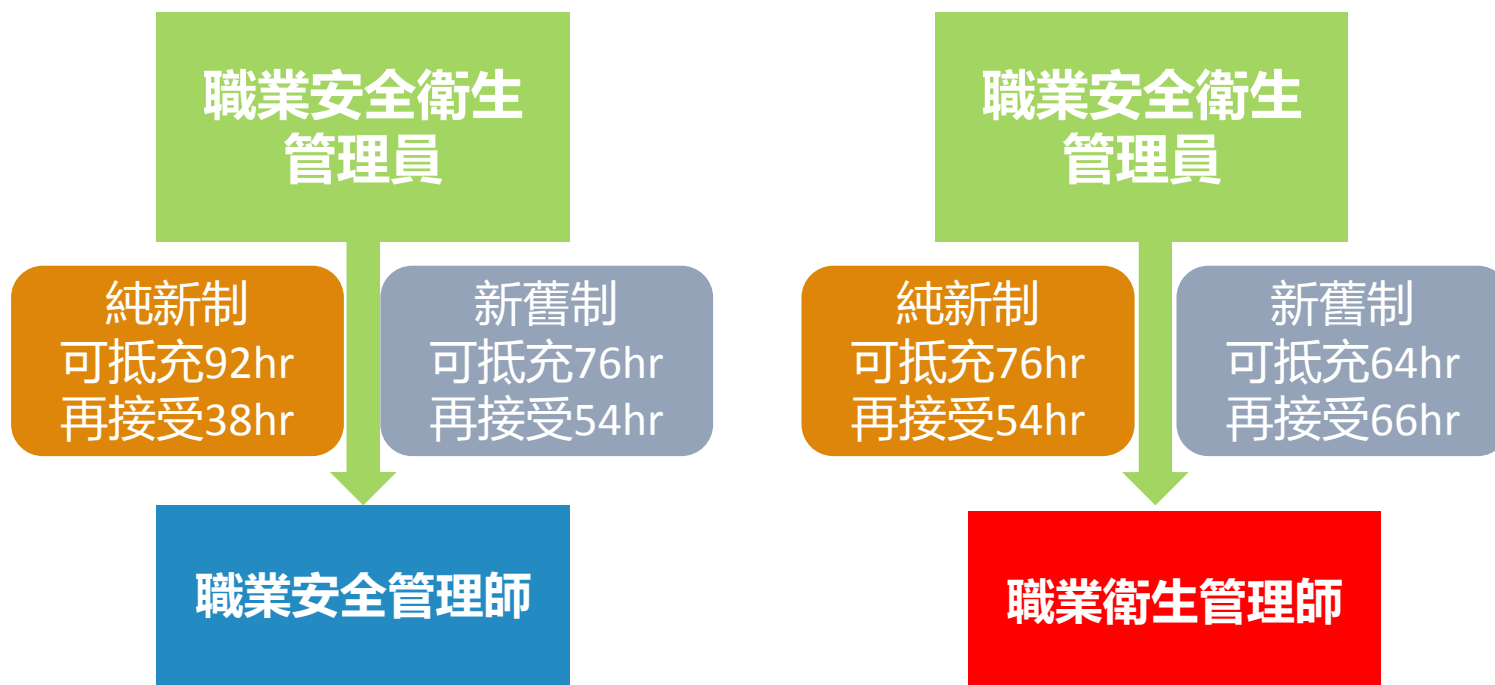 職業安全衛生
管理員
純新制
可抵充92hr
再接受38hr
新舊制
可抵充76hr
再接受54hr
職業安全管理師
職業安全衛生
管理員
純新制
可抵充76hr
再接受54hr
新舊制
可抵充64hr
再接受66hr
職業衛生管理師